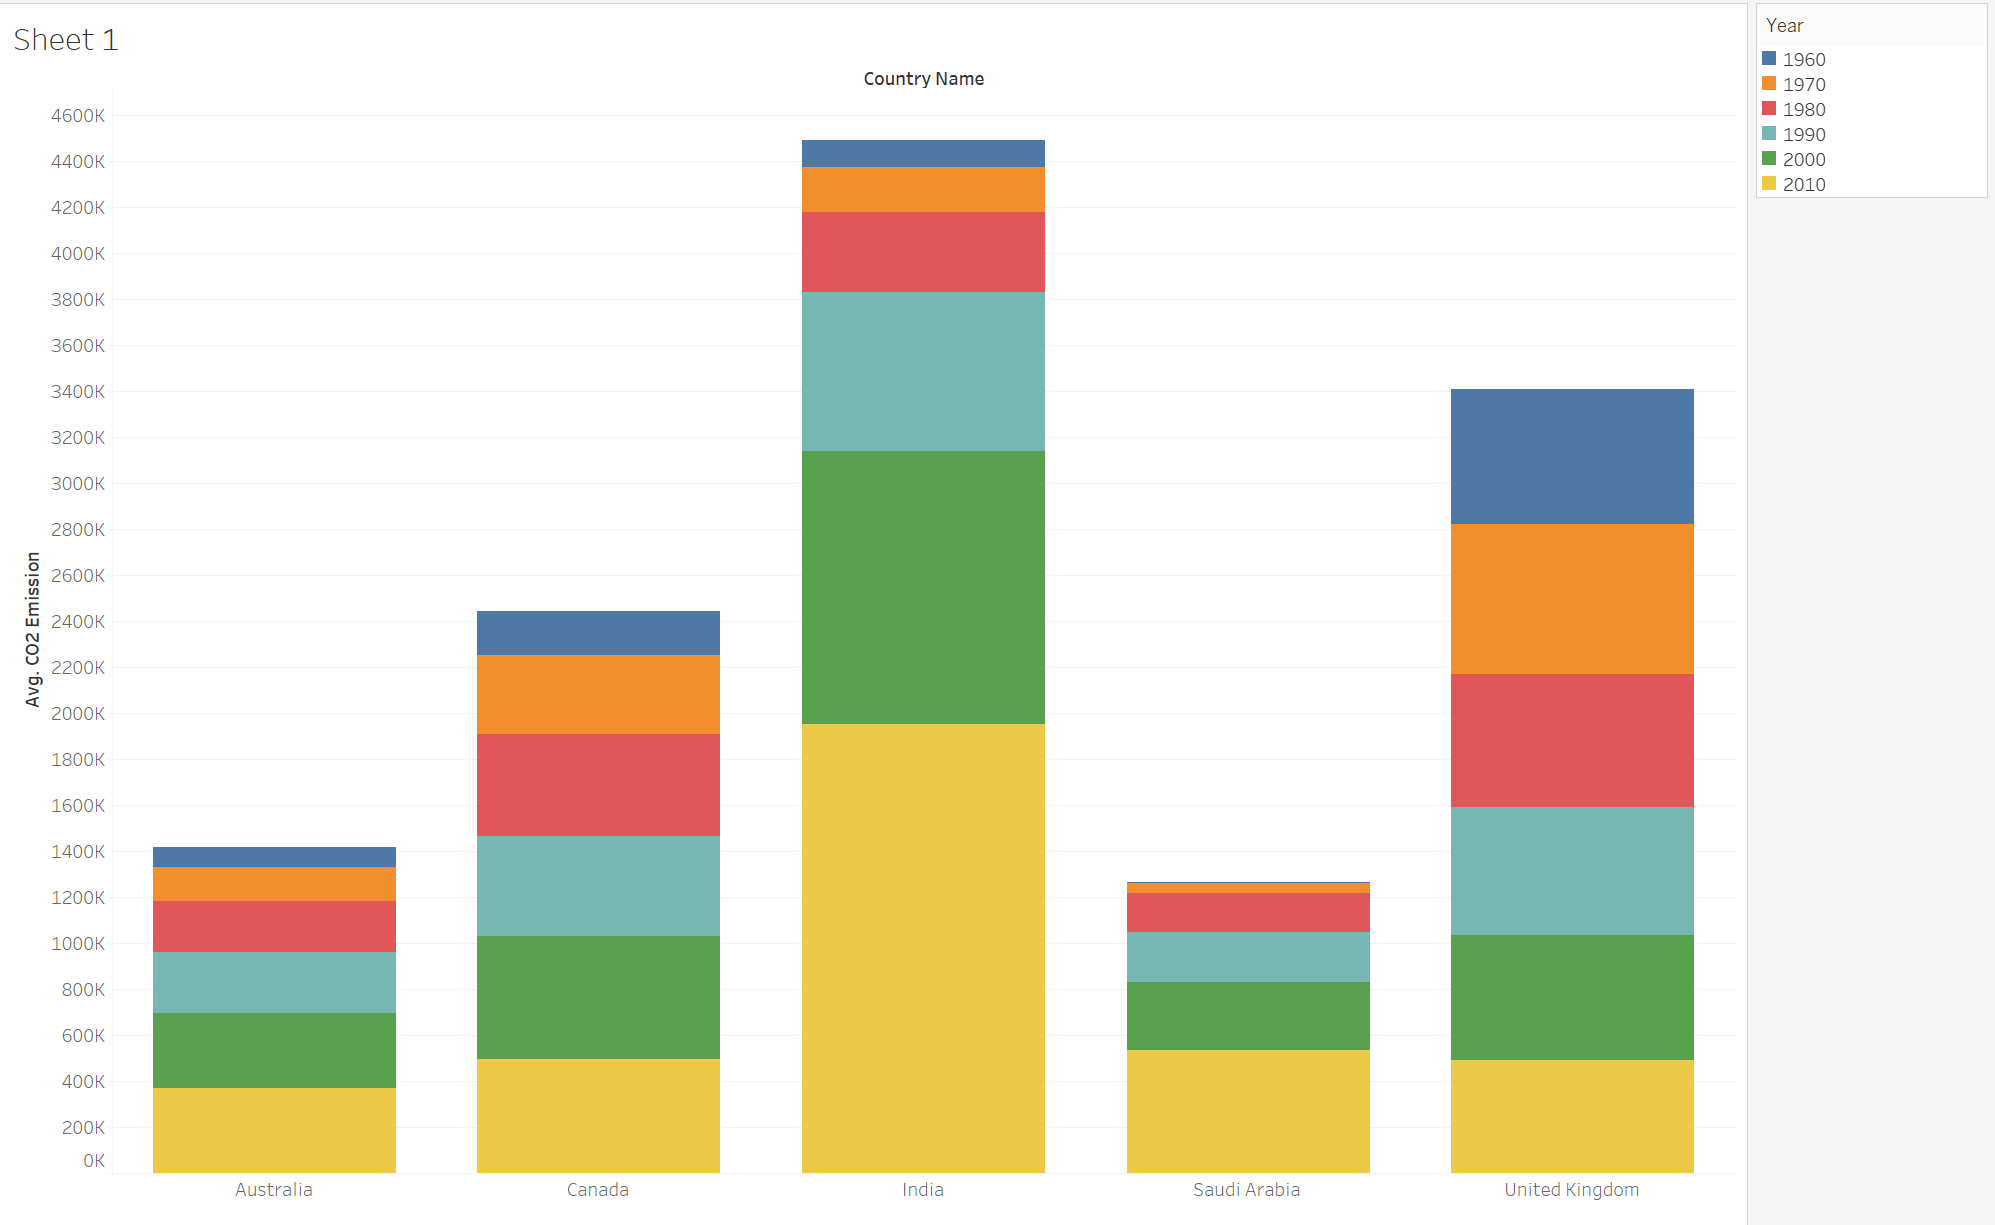 Sheet 1
Country Name
Year
1960
1970
1980
1990
2000
2010
Avg. CO2 Emission
4600K
4400K
4200K
4000K
3800K
3600K
3400K
3200K
3000K
2800K
2600K
2400K
2200K
2000K
1800K
1600K
1400K
1200K
1000K
800K
600K
400K
200K
0K
Australia
Canada
India
Saudi Arabia
United Kingdom